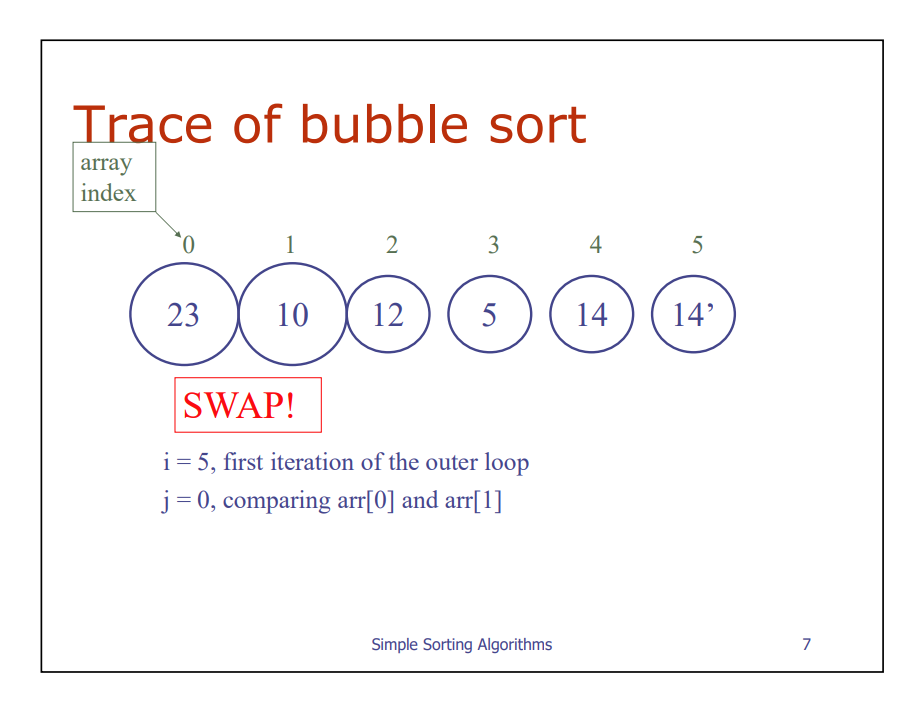 Trace of bubble sort
array
index
0 1 2 3 4 5
23 10 12 5 14 14’
SWAP!
i = 5, first iteration of the outer loop
j = 0, comparing arr[0] and arr[1]
Simple Sorting Algorithms 7